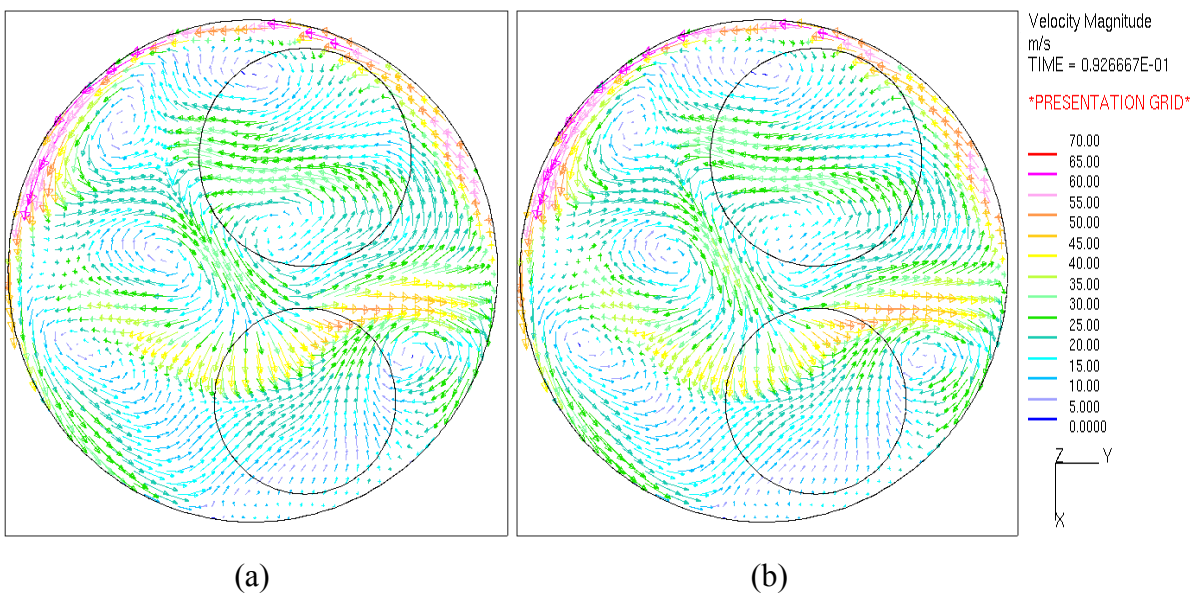 Velocity Magnitude
m/s
TIME = 0.926667E-01
*PRESENTATION GRID*
70.00
65.00
60.00
55.00
50.00
45.00
40.00
35.00
30.00
25.00
20.00
15.00
10.00
5.000
0.0000
Z Y
X
(a) (b)